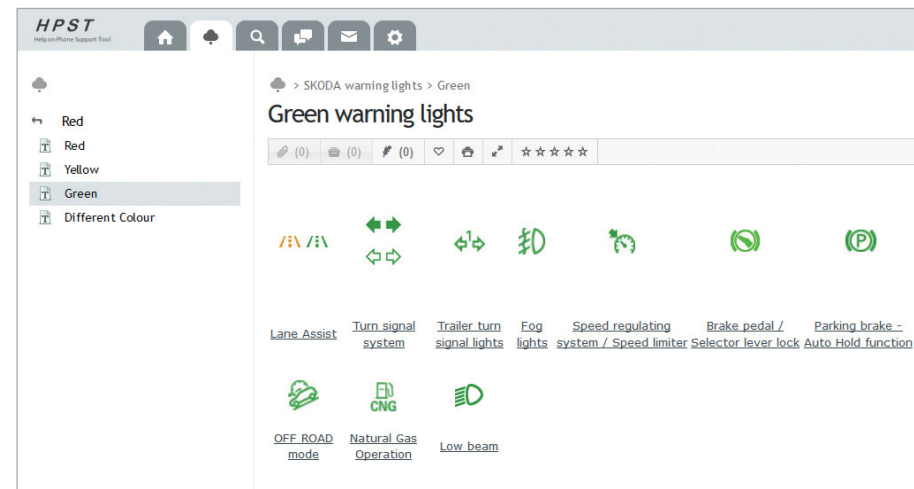 HPST
Help on Phone Support Tool
> SKODA warning lights > Green
Green warning lights
Red
Red
Yellow
Green
Different Colour
(0) (0) (0)
1
P
Lane Assist
Turn signal
system
Trailer turn
signal lights
Fog
lights
Speed regulating
system / Speed limiter
Brake pedal /
Selector lever lock
Parking brake -
Auto Hold function
CNG
OFF ROAD
mode
Natural Gas
Operation
Low beam